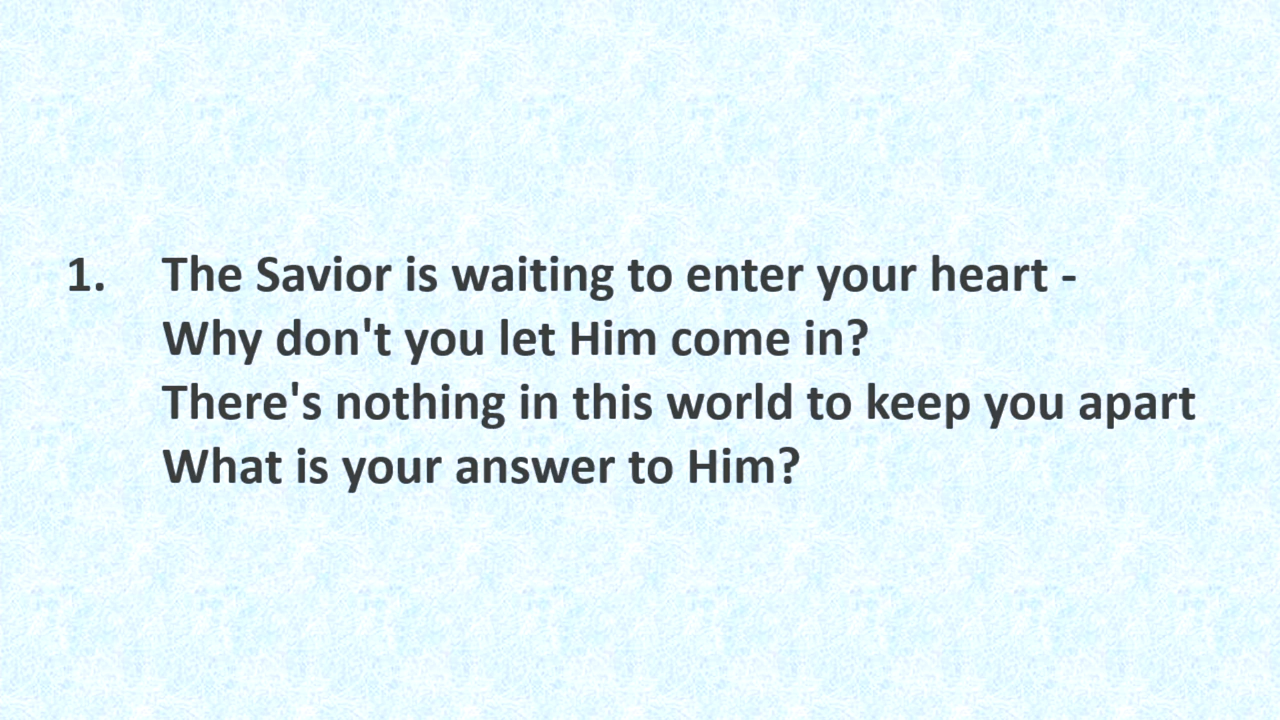 1. The Savior is waiting to enter your heart -
Why don't you let Him come in?
There's nothing in this world to keep you apart
What is your answer to Him?